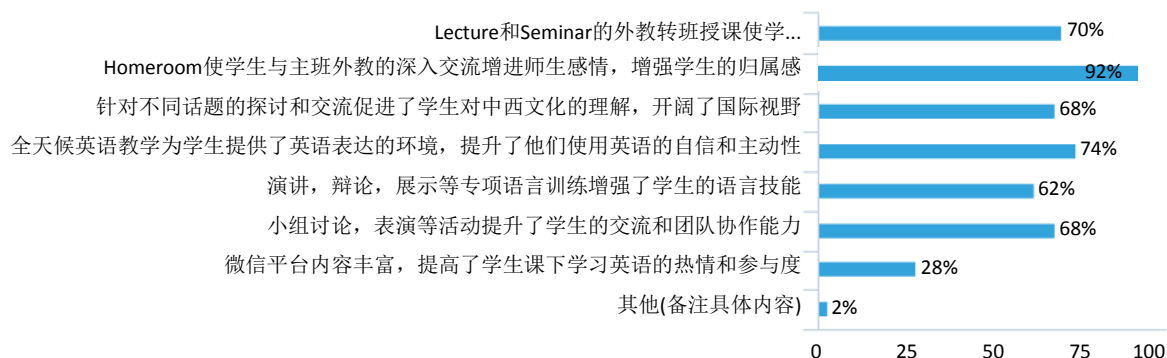 Lecture和Seminar的外教转班授课使学... 70%
Homeroom使学生与主班外教的深入交流增进师生感情，增强学生的归属感 92%
针对不同话题的探讨和交流促进了学生对中西文化的理解，开阔了国际视野 68%
全天候英语教学为学生提供了英语表达的环境，提升了他们使用英语的自信和主动性 74%
演讲，辩论，展示等专项语言训练增强了学生的语言技能 62%
小组讨论，表演等活动提升了学生的交流和团队协作能力 68%
微信平台内容丰富，提高了学生课下学习英语的热情和参与度 28%
其他(备注具体内容) 2%
0 25 50 75 100